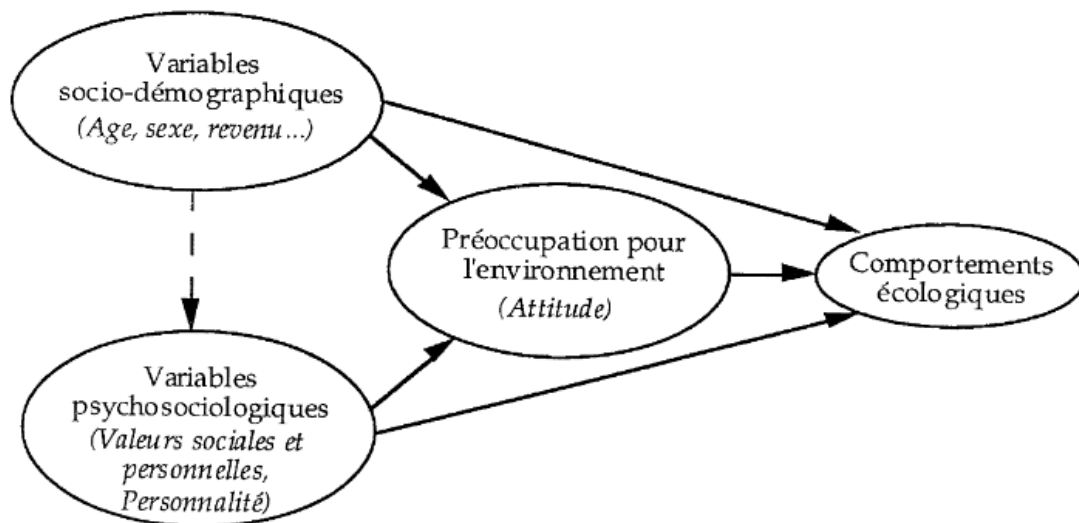 Variables
socio-démographiques
(Age, sexe, revenu...)
Préoccupation pour
l'environnement
(Attitude)
Comportements
écologiques
Variables
psychosociologiques
(Valeurs sociales et
personnelles,
Personnalité)